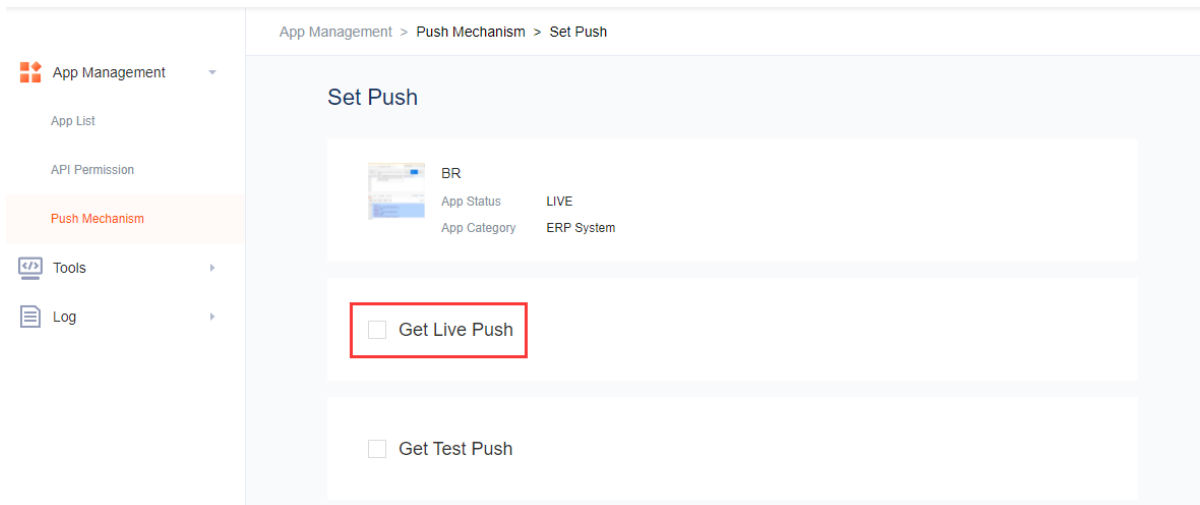 App Management > Push Mechanism > Set Push
App Management
App List
API Permission
Push Mechanism
Tools
Log
Set Push
BR
App Status LIVE
App Category ERP System
Get Live Push
Get Test Push